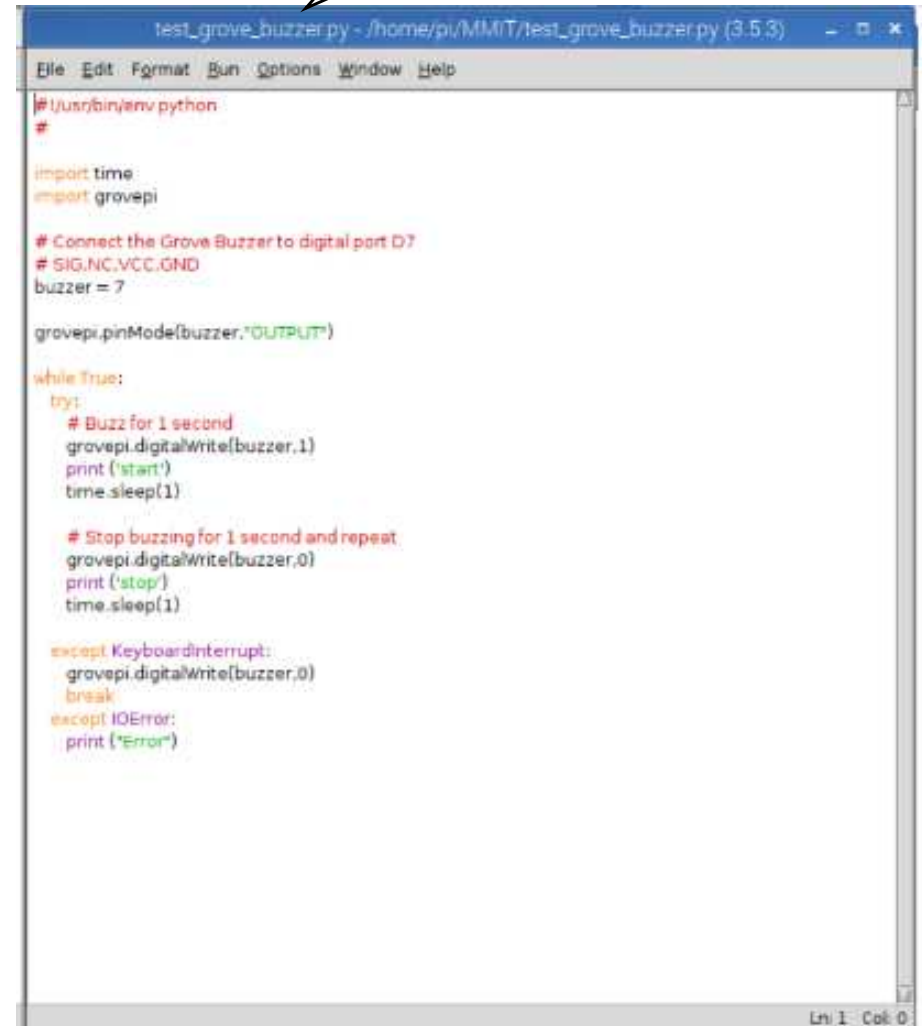 test_grove_buzzer.py - /home/pi/MMIT/test_grove_buzzer.py (3.5.3)
File Edit Format Run Options Window Help
#!/usr/bin/env python
#
import time
import grovepi
# Connect the Grove Buzzer to digital port D7
# SIG,NC,VCC,GND
buzzer = 7
grovepi.pinMode(buzzer,"OUTPUT")
while True:
  try:
    # Buzz for 1 second
    grovepi.digitalWrite(buzzer,1)
    print ('start')
    time.sleep(1)
    # Stop buzzing for 1 second and repeat
    grovepi.digitalWrite(buzzer,0)
    print ('stop')
    time.sleep(1)
  except KeyboardInterrupt:
    grovepi.digitalWrite(buzzer,0)
    break
  except IOError:
    print ("Error")
Ln: 1 Col: 0